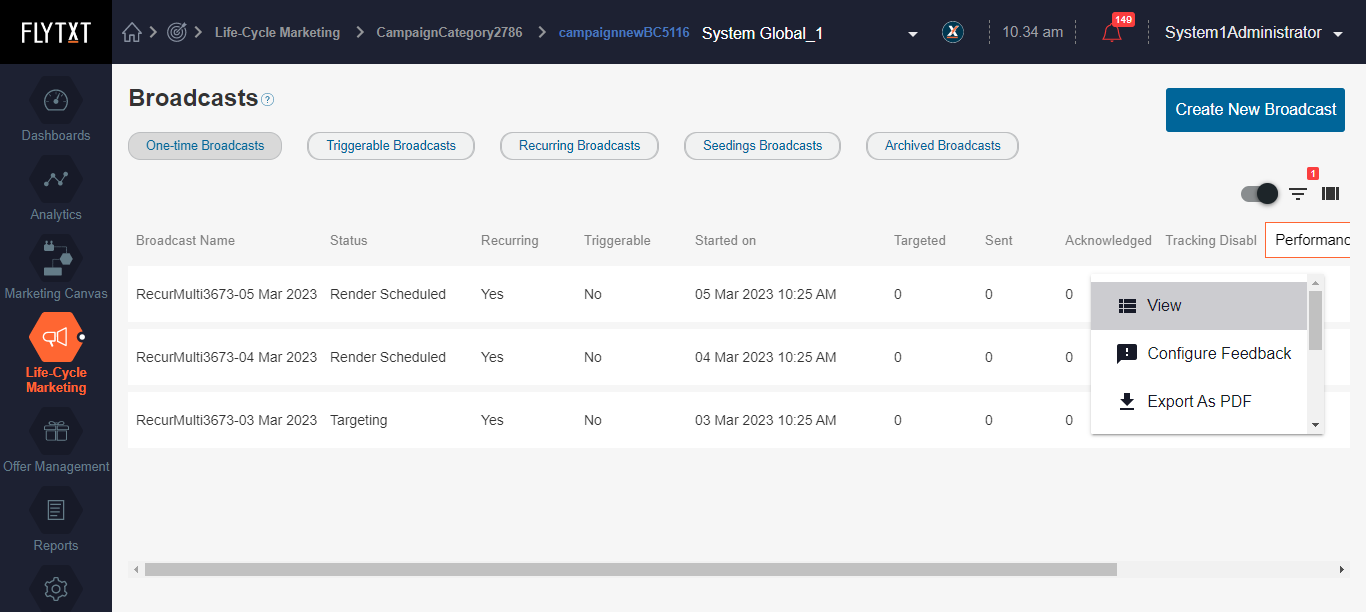 FLYTXT
Life-Cycle Marketing
CampaignCategory2786
campaignnewBC5116
System Global_1
X
10.34 am
149
System1Administrator
Dashboards
Analytics
Marketing Canvas
Life-Cycle
Marketing
Offer Management
Reports
Broadcasts ?
Create New Broadcast
One-time Broadcasts
Triggerable Broadcasts
Recurring Broadcasts
Seedings Broadcasts
Archived Broadcasts
1
Broadcast Name Status Recurring Triggerable Started on Targeted Sent Acknowledged Tracking Disabl Performanc
RecurMulti3673-05 Mar 2023 Render Scheduled Yes No 05 Mar 2023 10:25 AM 0 0 0
RecurMulti3673-04 Mar 2023 Render Scheduled Yes No 04 Mar 2023 10:25 AM 0 0 0
RecurMulti3673-03 Mar 2023 Targeting Yes No 03 Mar 2023 10:25 AM 0 0 0
View
Configure Feedback
Export As PDF